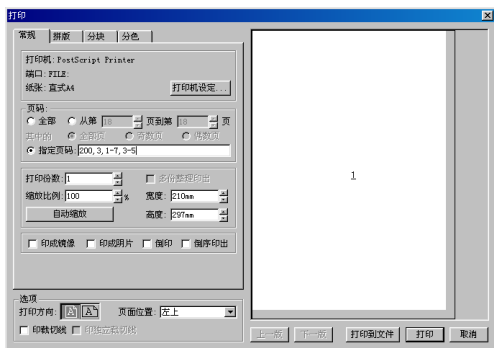 打印
常规 拼版 分块 分色
打印机: PostScript Printer
端口: FILE:
纸张: 直式A4 打印机设定...
页码:
全部 从第 18 页到第 18 页
其中的 全部页 奇数页 偶数页
指定页码: 200,3,1-7,3-5
打印份数: 1 多份整理印出
缩放比例: 100 % 宽度: 210mm
自动缩放 高度: 297mm
印成镜像 印成阴片 倒印 倒序印出
选项
打印方向: A A 页面位置: 左上
印裁切线 印独立裁切线
1
上一版 下一版 打印到文件 打印 取消